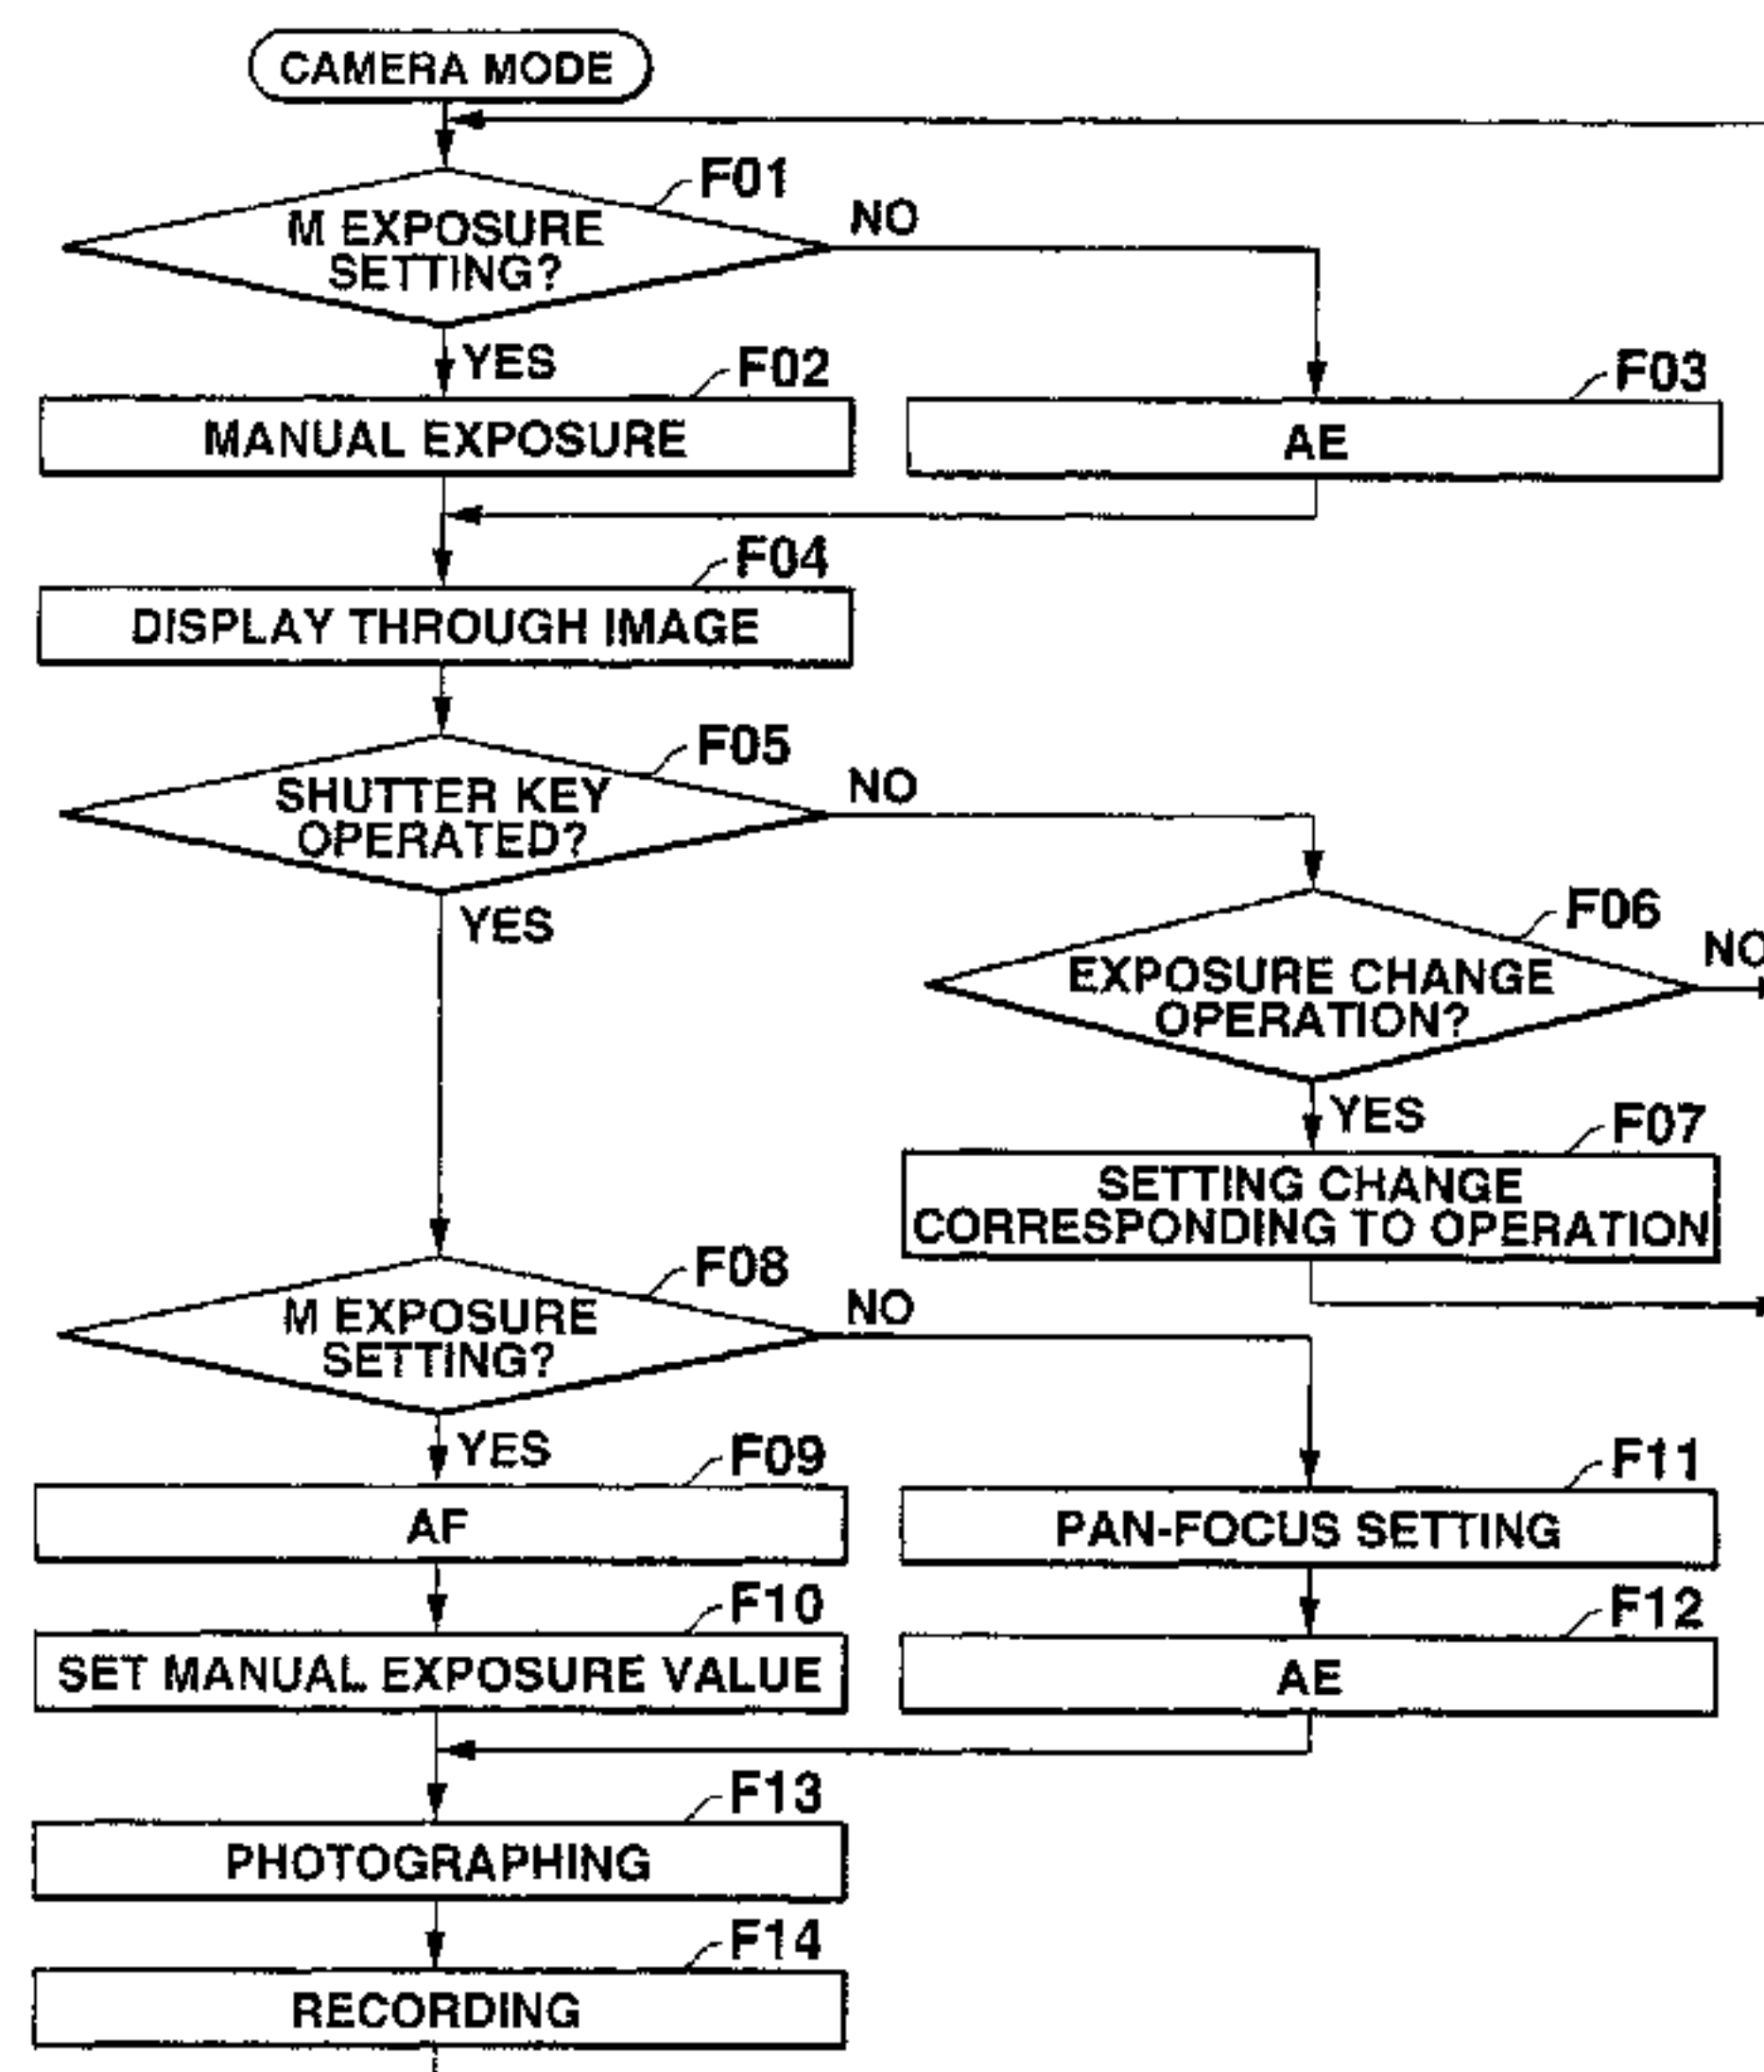 CAMERA MODE
F01
M EXPOSURE
SETTING?
NO
YES
F02
MANUAL EXPOSURE
F03
AE
F04
DISPLAY THROUGH IMAGE
F05
SHUTTER KEY
OPERATED?
NO
YES
F06
EXPOSURE CHANGE
OPERATION?
NO
YES
F07
SETTING CHANGE
CORRESPONDING TO OPERATION
F08
M EXPOSURE
SETTING?
NO
YES
F09
AF
F10
SET MANUAL EXPOSURE VALUE
F11
PAN-FOCUS SETTING
F12
AE
F13
PHOTOGRAPHING
F14
RECORDING